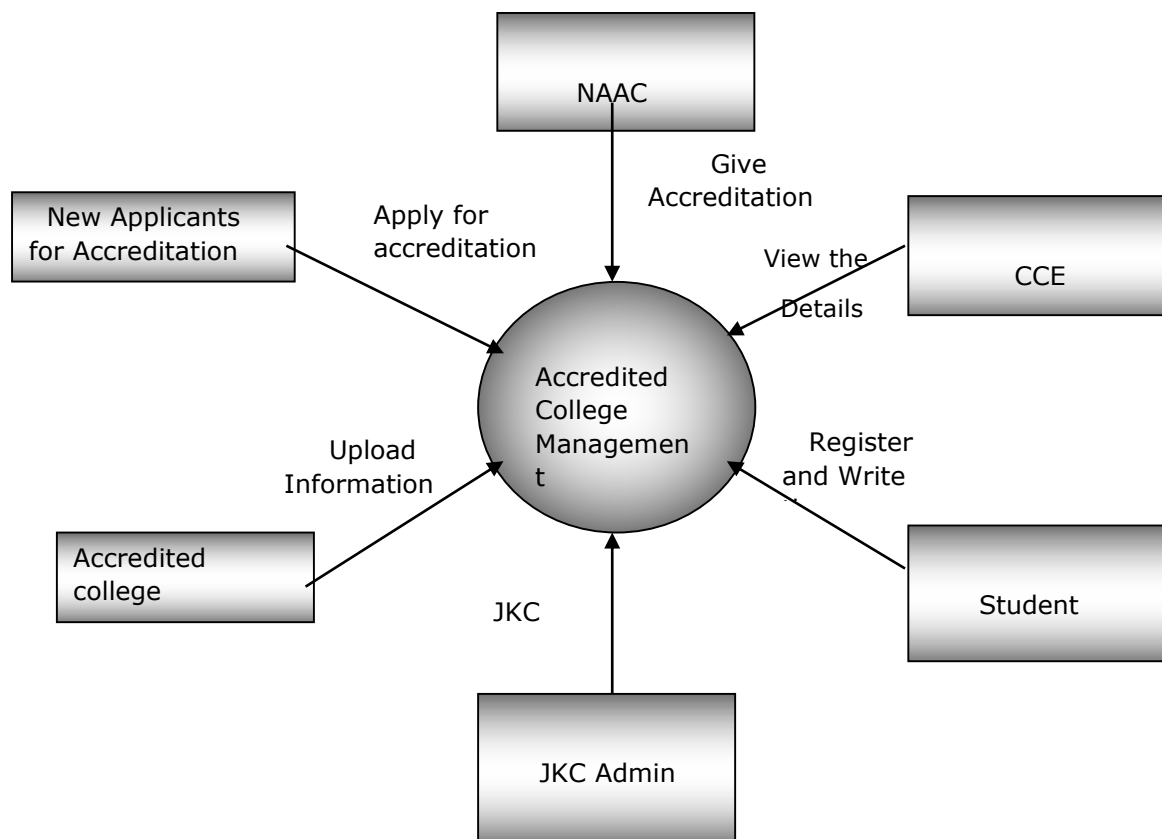 NAAC
Give
Accreditation
New Applicants
for Accreditation
Apply for
accreditation
View the
Details
CCE
Accredited
College
Managemen
t
Upload
Information
Register
and Write
Accredited
college
JKC
Student
JKC Admin